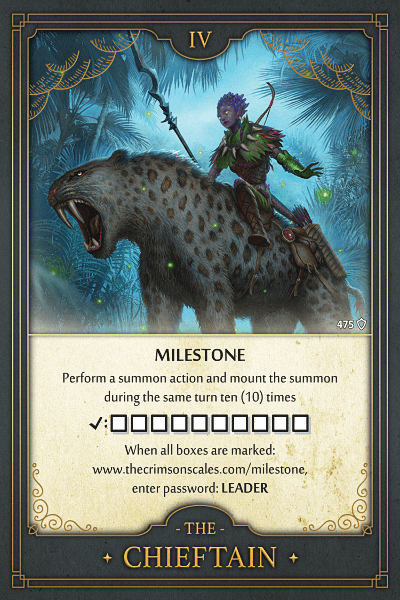 IV
475
MILESTONE
Perform a summon action and mount the summon
during the same turn ten (10) times
✓:□□□□□□□□□□
When all boxes are marked:
www.thecrimsonscales.com/milestone,
enter password: LEADER
- THE -
CHIEFTAIN